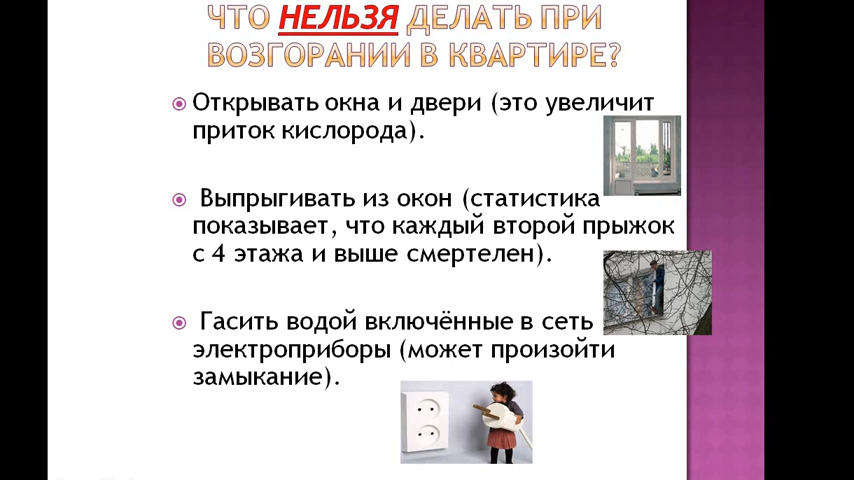 ЧТО НЕЛЬЗЯ ДЕЛАТЬ ПРИ
ВОЗГОРАНИИ В КВАРТИРЕ?
Открывать окна и двери (это увеличит
приток кислорода).
Выпрыгивать из окон (статистика
показывает, что каждый второй прыжок
с 4 этажа и выше смертелен).
Гасить водой включённые в сеть
электроприборы (может произойти
замыкание).